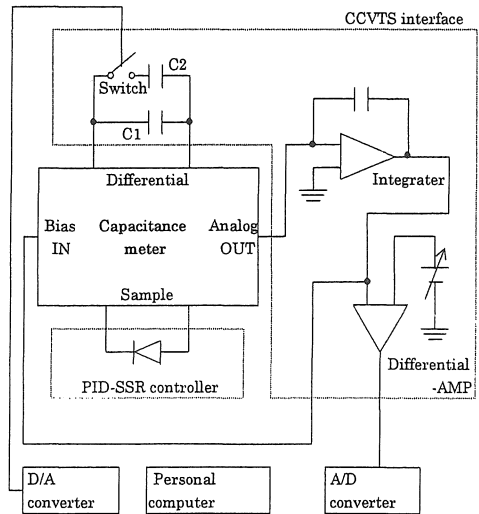 CCVTS interface
C2
Switch
C1
Differential
Integrater
Bias
IN
Capacitance
meter
Analog
OUT
Sample
Differential
-AMP
PID-SSR controller
D/A
converter
Personal
computer
A/D
converter